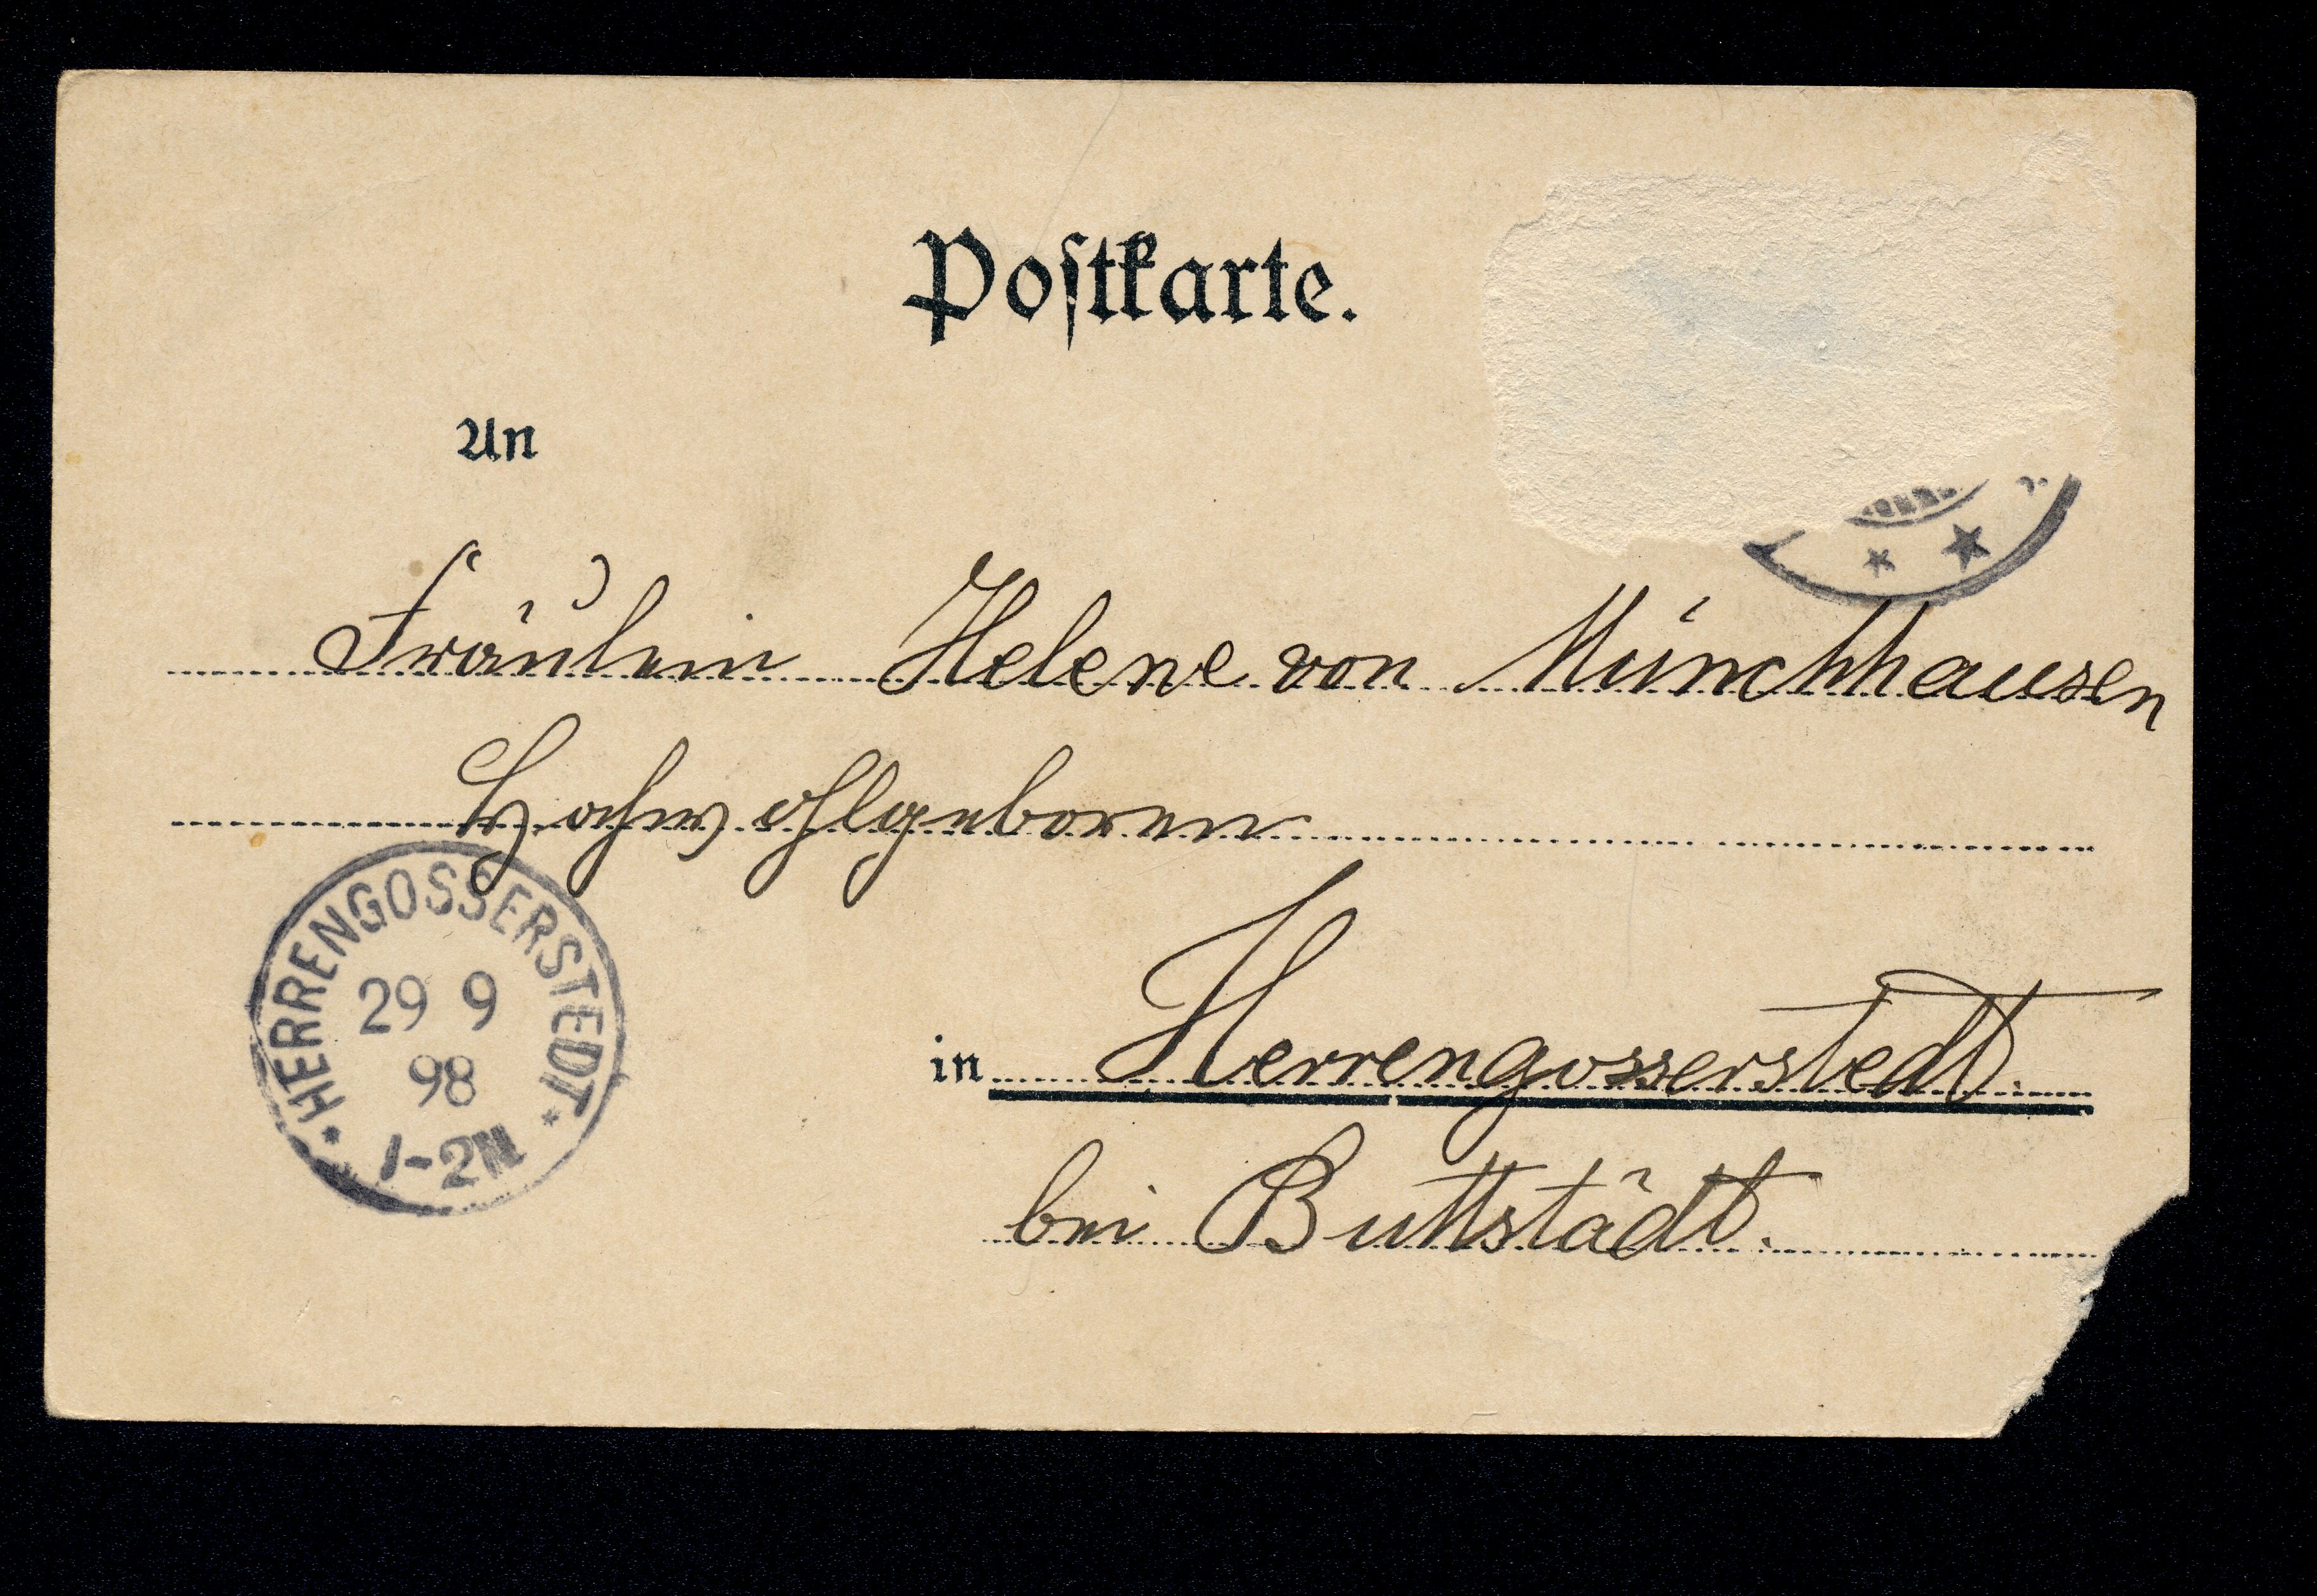 Postkarte.
An
Fräulein Helene von Münchhausen
Hochwohlgeboren
HERRENGOSSERSTEDT
29 9
98
1-2N
in Herrengosserstedt.
bei Buttstädt.